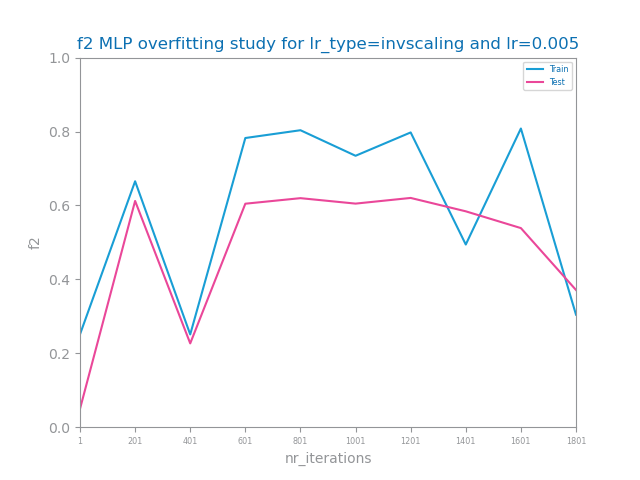 f2 MLP overfitting study for lr_type=invscaling and lr=0.005
Train
Test
f2
1.0
0.8
0.6
0.4
0.2
0.0
1 201 401 601 801 1001 1201 1401 1601 1801
nr_iterations